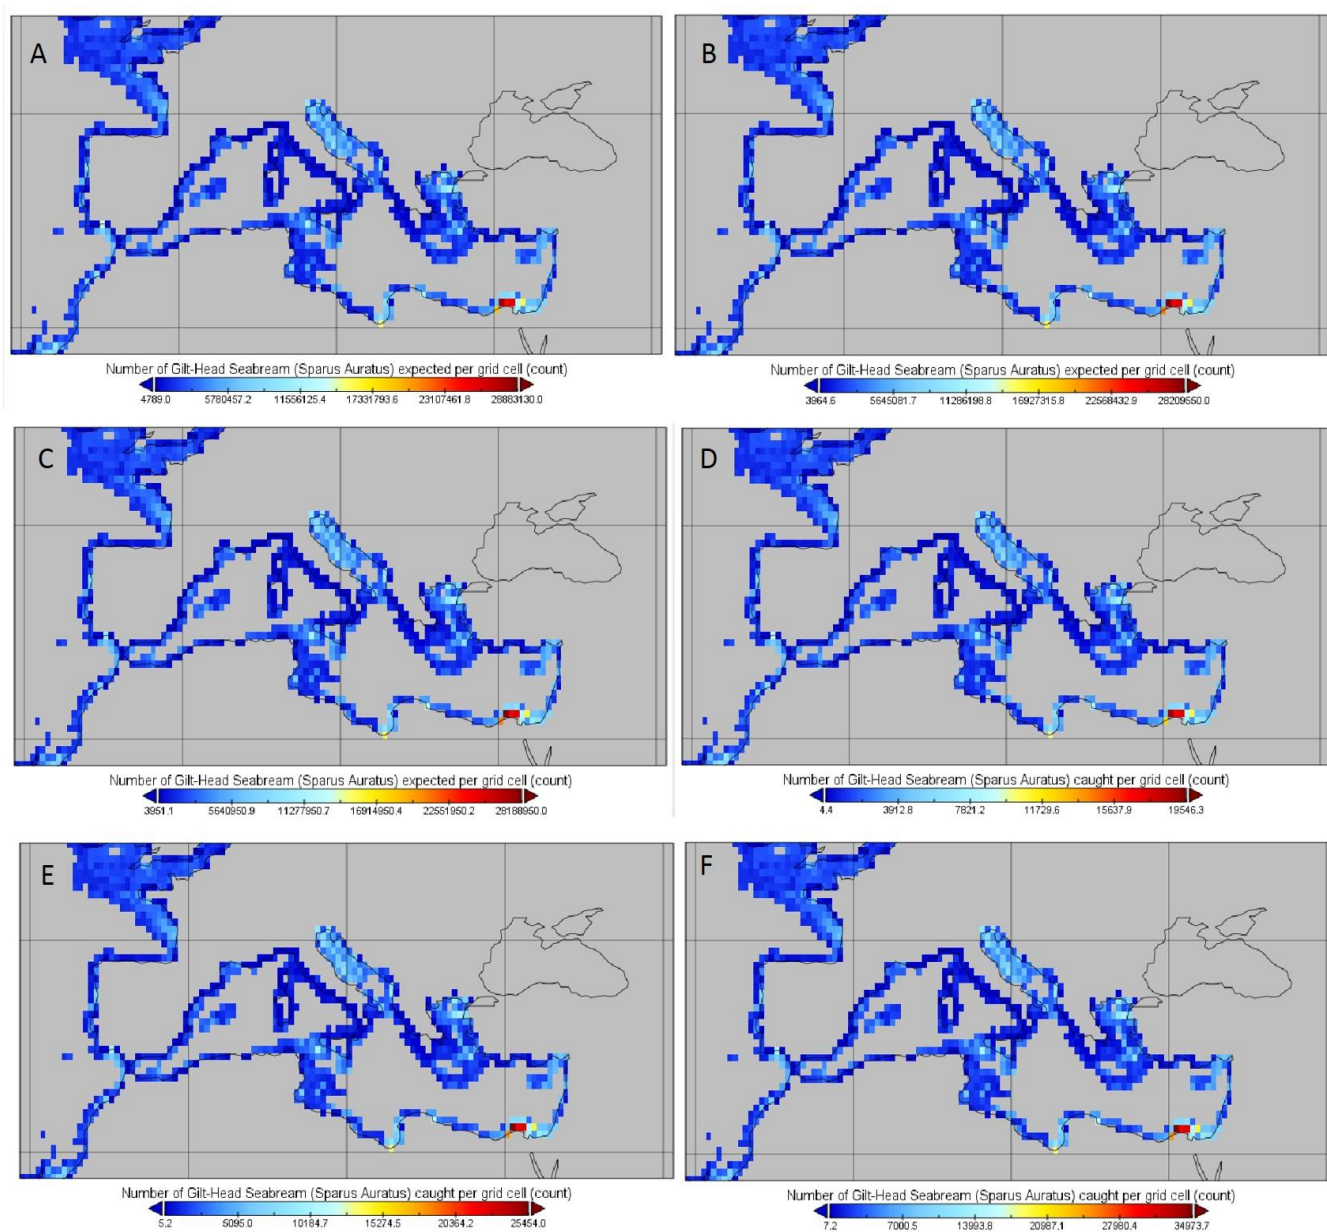 A
B
Number of Gilt-Head Seabream (Sparus Auratus) expected per grid cell (count)
4789.0 5780457.2 11556125.4 17331793.6 23107461.8 28883130.0
Number of Gilt-Head Seabream (Sparus Auratus) expected per grid cell (count)
3964.6 5645081.7 11286198.8 16927315.8 22568432.9 28209550.0
C
D
Number of Gilt-Head Seabream (Sparus Auratus) expected per grid cell (count)
3951.1 5640950.9 11277950.7 16914950.4 22551950.2 28188950.0
Number of Gilt-Head Seabream (Sparus Auratus) caught per grid cell (count)
4.4 3912.8 7821.2 11729.6 15637.9 19546.3
E
F
Number of Gilt-Head Seabream (Sparus Auratus) caught per grid cell (count)
5.2 5095.0 10184.7 15274.5 20364.2 25454.0
Number of Gilt-Head Seabream (Sparus Auratus) caught per grid cell (count)
7.2 7000.5 13993.8 20987.1 27980.4 34973.7